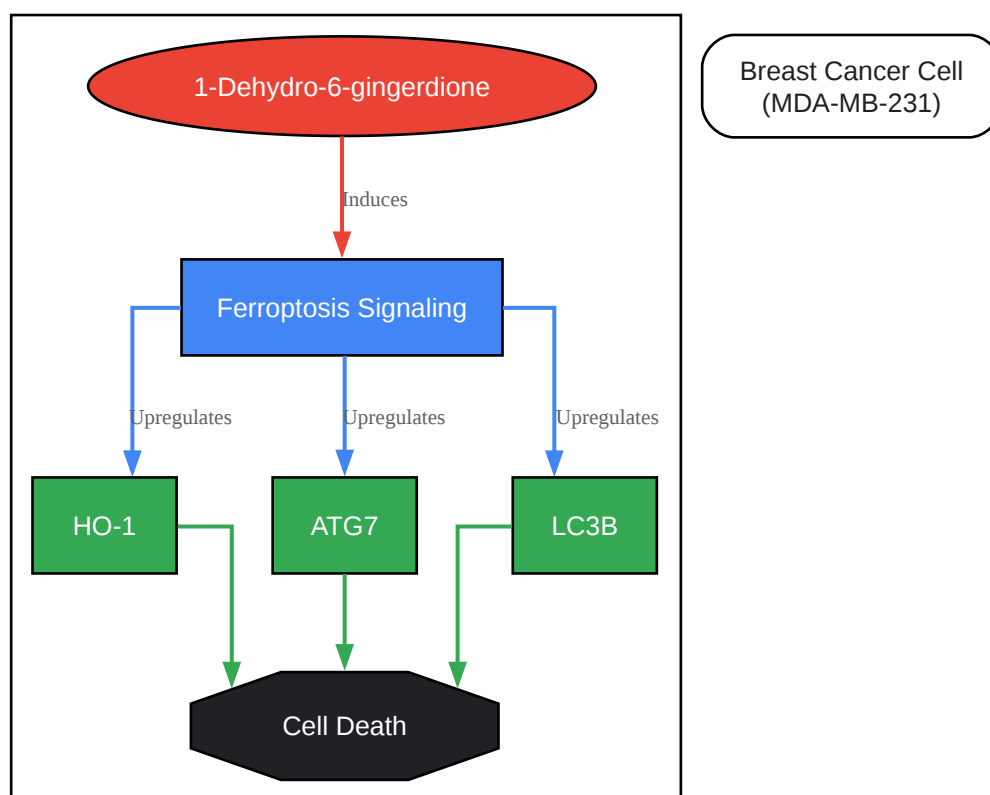 1-Dehydro-6-gingerdione
Breast Cancer Cell
(MDA-MB-231)
Induces
Ferroptosis Signaling
Upregulates
Upregulates
Upregulates
HO-1
ATG7
LC3B
Cell Death